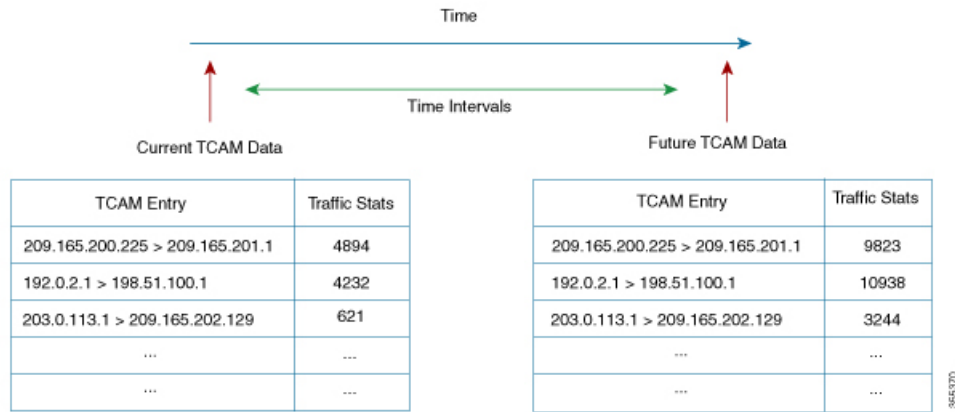 Time
Time Intervals
Current TCAM Data
Future TCAM Data
TCAM Entry Traffic Stats
209.165.200.225 > 209.165.201.1 4894
192.0.2.1 > 198.51.100.1 4232
203.0.113.1 > 209.165.202.129 621
... ...
... ...
TCAM Entry Traffic Stats
209.165.200.225 > 209.165.201.1 9823
192.0.2.1 > 198.51.100.1 10938
203.0.113.1 > 209.165.202.129 3244
... ...
... ...
365370